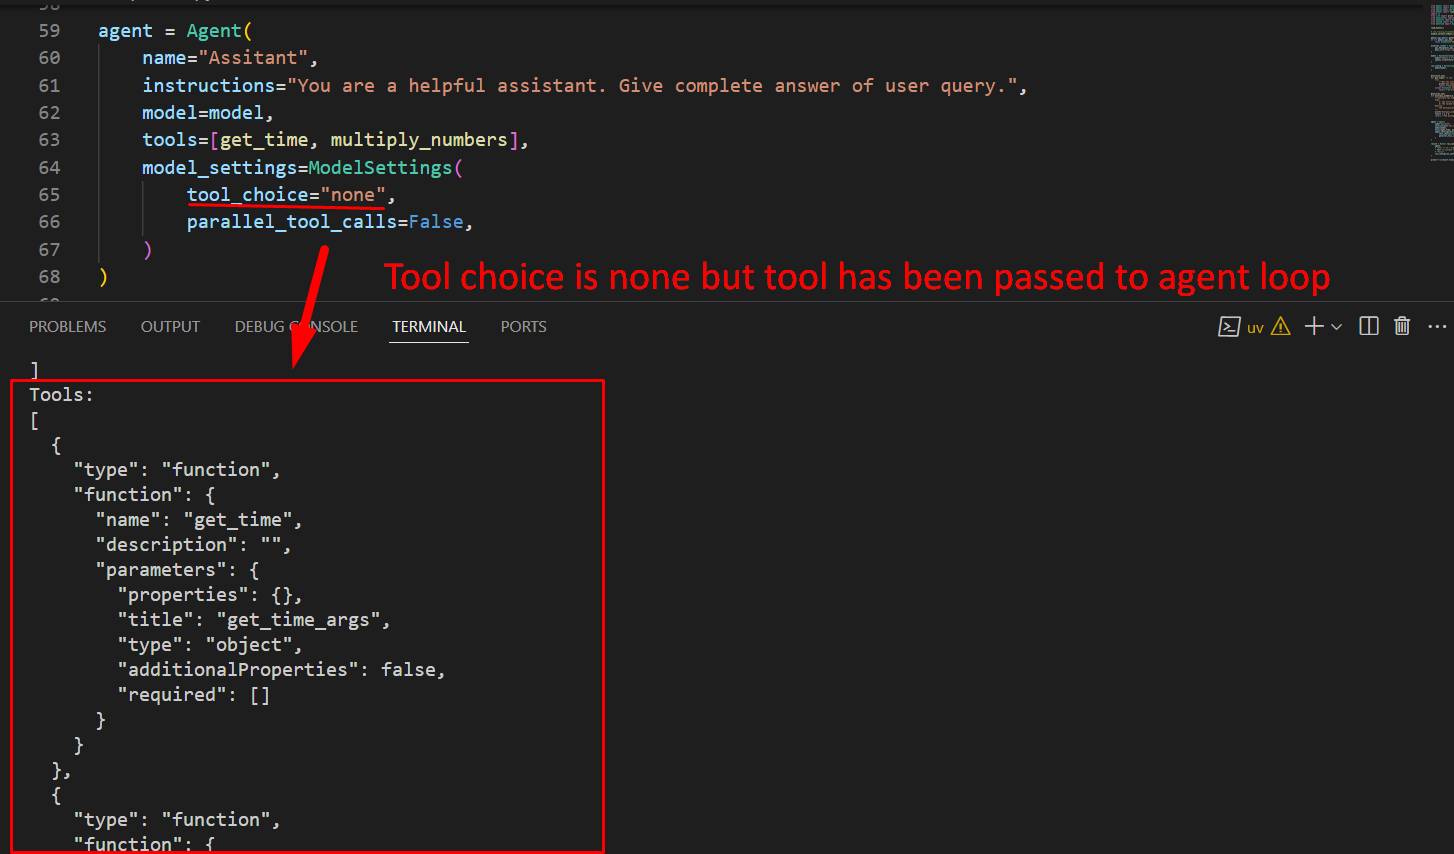 59 agent = Agent(
60 name="Assitant",
61 instructions="You are a helpful assistant. Give complete answer of user query.",
62 model=model,
63 tools=[get_time, multiply_numbers],
64 model_settings=ModelSettings(
65 tool_choice="none",
66 parallel_tool_calls=False,
67 )
68 )
Tool choice is none but tool has been passed to agent loop
PROBLEMS OUTPUT DEBUG CONSOLE TERMINAL PORTS uv
]
Tools:
[
{
"type": "function",
"function": {
"name": "get_time",
"description": "",
"parameters": {
"properties": {},
"title": "get_time_args",
"type": "object",
"additionalProperties": false,
"required": []
}
}
},
{
"type": "function",
"function": {